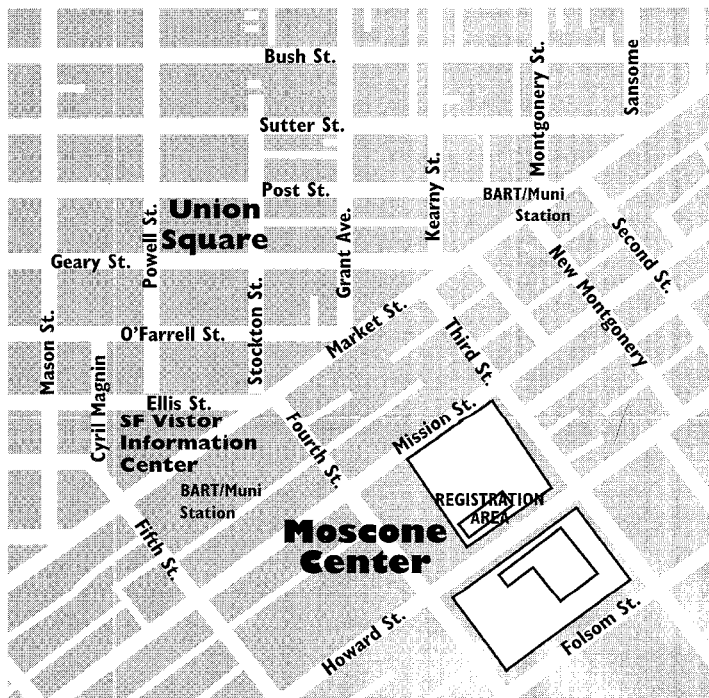 Bush St.
Sutter St.
Post St.
Montgomery St.
Sansome
Kearny St.
BART/Muni
Station
Union
Square
Powell St.
Geary St.
Grant Ave.
Stockton St.
Second St.
New Montgomery
Mason St.
O'Farrell St.
Market St.
Third St.
Cyril Magnin
Ellis St.
SF Vistor
Information
Center
Fourth St.
Mission St.
BART/Muni
Station
REGISTRATION
AREA
Moscone
Center
Fifth St.
Howard St.
Folsom St.